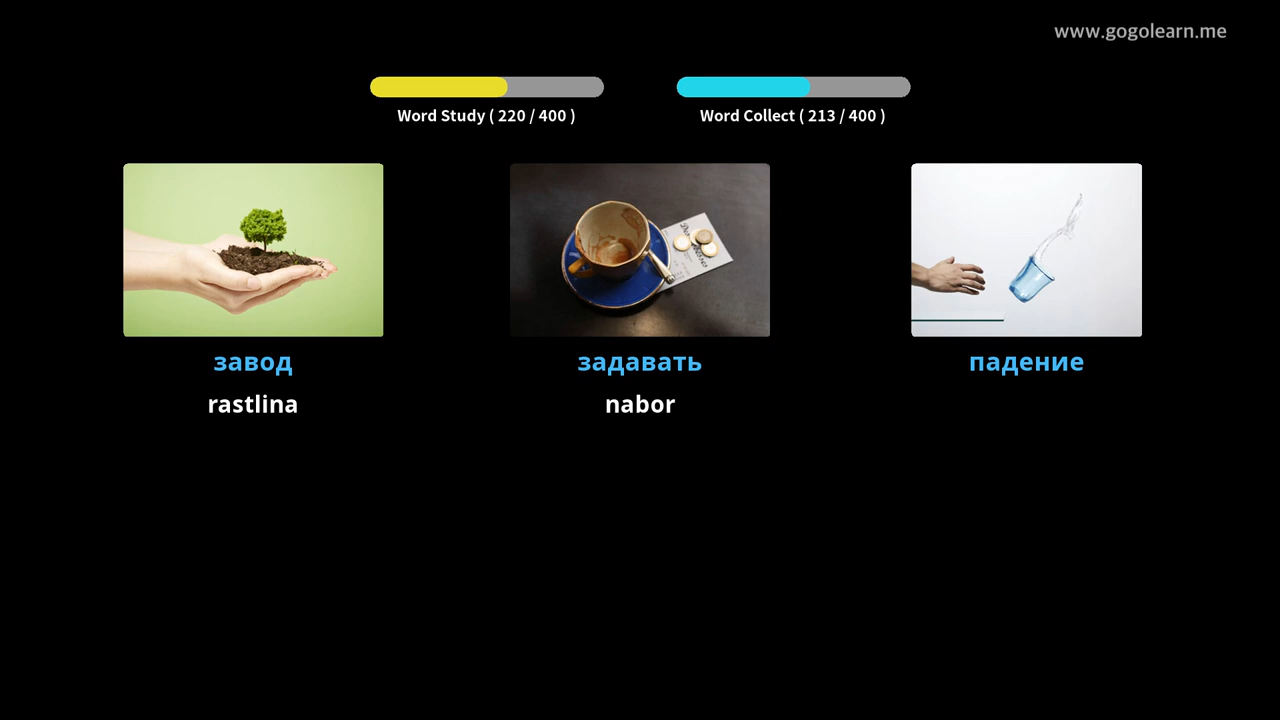 www.gogolearn.me
Word Study ( 220 / 400 )
Word Collect ( 213 / 400 )
завод
задавать
падение
rastlina
nabor